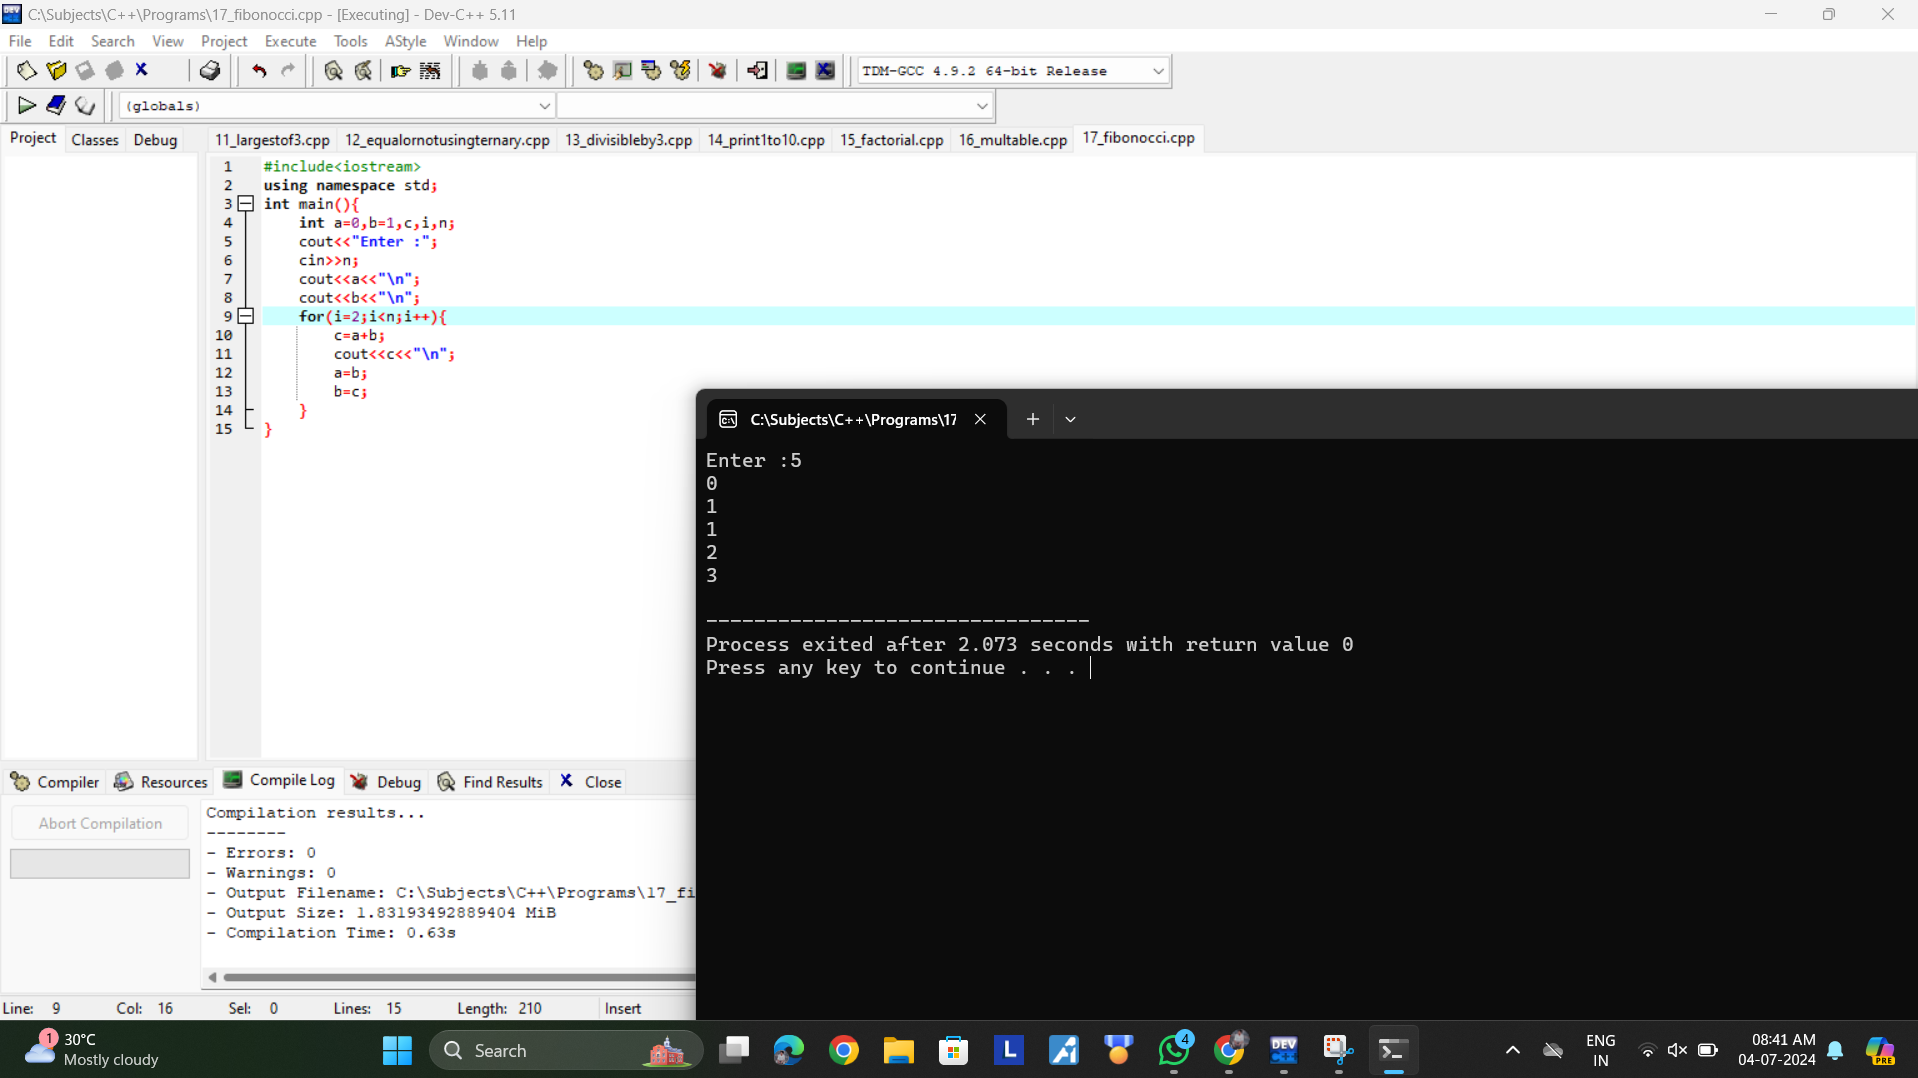 C:\Subjects\C++\Programs\17_fibonocci.cpp - [Executing] - Dev-C++ 5.11
File Edit Search View Project Execute Tools AStyle Window Help
TDM-GCC 4.9.2 64-bit Release
(globals)
Project Classes Debug 11_largestof3.cpp 12_equalornotusingternary.cpp 13_divisibleby3.cpp 14_print1to10.cpp 15_factorial.cpp 16_multable.cpp 17_fibonocci.cpp
1 #include<iostream>
2 using namespace std;
3 int main(){
4 int a=0,b=1,c,i,n;
5 cout<<"Enter :";
6 cin>>n;
7 cout<<a<<"\n";
8 cout<<b<<"\n";
9 for(i=2;i<n;i++){
10 c=a+b;
11 cout<<c<<"\n";
12 a=b;
13 b=c;
14 }
15 }
C:\Subjects\C++\Programs\17
Enter :5
0
1
1
2
3
--------------------------------
Process exited after 2.073 seconds with return value 0
Press any key to continue . . .
Compiler Resources Compile Log Debug Find Results Close
Abort Compilation
Compilation results...
--------
- Errors: 0
- Warnings: 0
- Output Filename: C:\Subjects\C++\Programs\17_fi
- Output Size: 1.83193492889404 MiB
- Compilation Time: 0.63s
Line: 9 Col: 16 Sel: 0 Lines: 15 Length: 210 Insert
1
30°C
Mostly cloudy
Search
L
4
DEV
ENG
IN
08:41 AM
04-07-2024
PRE